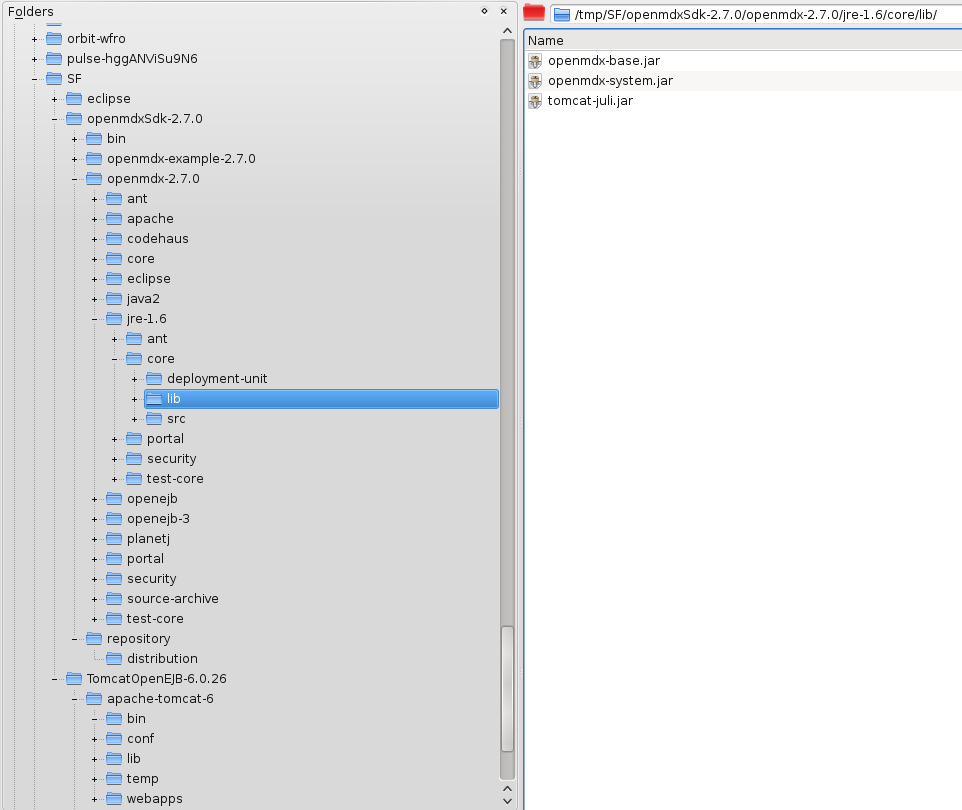 Folders
orbit-wfro
pulse-hggANViSu9N6
SF
eclipse
openmdxSdk-2.7.0
bin
openmdx-example-2.7.0
openmdx-2.7.0
ant
apache
codehaus
core
eclipse
java2
jre-1.6
ant
core
deployment-unit
lib
src
portal
security
test-core
openejb
openejb-3
planetj
portal
security
source-archive
test-core
repository
distribution
TomcatOpenEJB-6.0.26
apache-tomcat-6
bin
conf
lib
temp
webapps
/tmp/SF/openmdxSdk-2.7.0/openmdx-2.7.0/jre-1.6/core/lib/
Name
openmdx-base.jar
openmdx-system.jar
tomcat-juli.jar